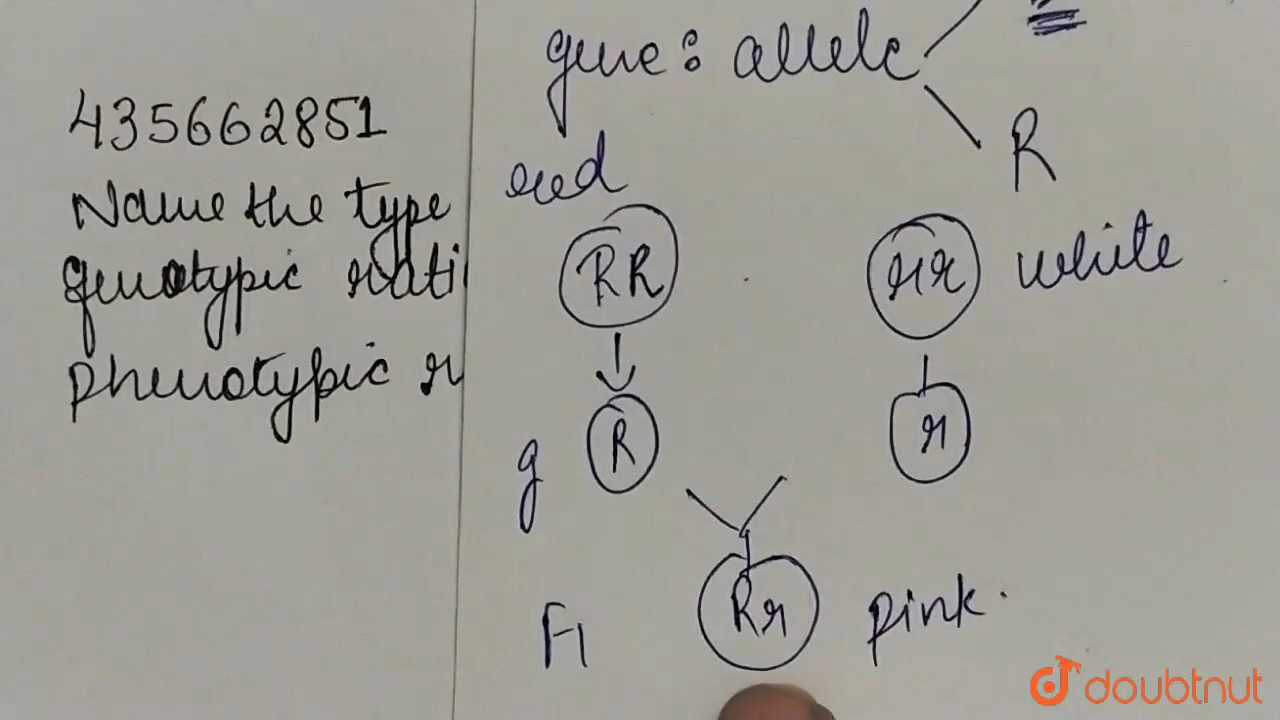 gene : allele
R
435662851
Name the type
genotypic rati
phenotypic r
red
RR
rr white
R
r
g
F1
Rr
pink.
doubtnut